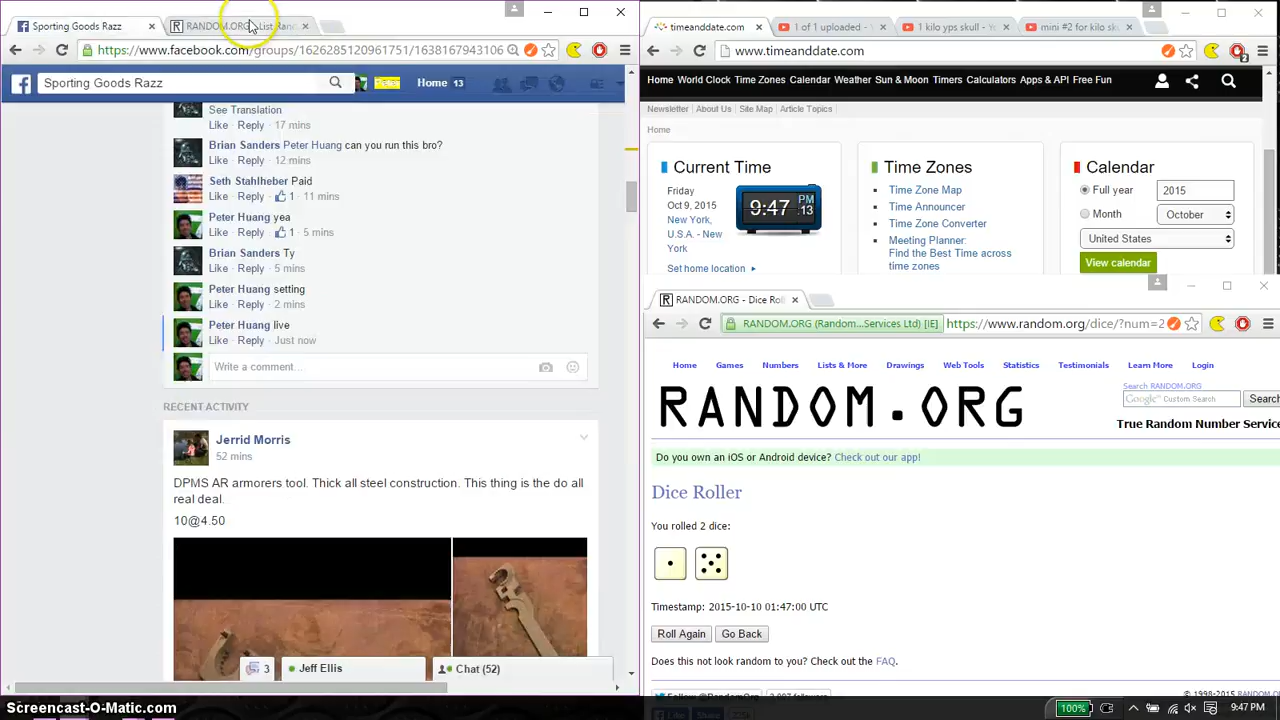 Sporting Goods Razz
RANDOM.ORG - List Rand
https://www.facebook.com/groups/1626285120961751/1638167943106
Sporting Goods Razz
Home 13
See Translation
Like · Reply · 17 mins
Brian Sanders Peter Huang can you run this bro?
Like · Reply · 12 mins
Seth Stahlheber Paid
Like · Reply · 1 · 11 mins
Peter Huang yea
Like · Reply · 1 · 5 mins
Brian Sanders Ty
Like · Reply · 5 mins
Peter Huang setting
Like · Reply · 2 mins
Peter Huang live
Like · Reply · Just now
Write a comment...
RECENT ACTIVITY
Jerrid Morris
52 mins
DPMS AR armorers tool. Thick all steel construction. This thing is the do all
real deal.
10@4.50
3
Jeff Ellis
Chat (52)
timeanddate.com
1 of 1 uploaded - Y
1 kilo yps skull - Yo
mini #2 for kilo sku
www.timeanddate.com
2
Home World Clock Time Zones Calendar Weather Sun & Moon Timers Calculators Apps & API Free Fun
Newsletter About Us Site Map Article Topics
Home
Current Time
Friday
Oct 9, 2015
New York,
U.S.A. - New
York
9:47 PM 13
Set home location
Time Zones
Time Zone Map
Time Announcer
Time Zone Converter
Meeting Planner:
Find the Best Time across
time zones
Calendar
Full year 2015
Month October
United States
View calendar
RANDOM.ORG - Dice Roll
RANDOM.ORG (Random...Services Ltd) [IE] https://www.random.org/dice/?num=2
Home Games Numbers Lists & More Drawings Web Tools Statistics Testimonials Learn More Login
RANDOM.ORG
Search RANDOM.ORG
Google Custom Search Search
True Random Number Service
Do you own an iOS or Android device? Check out our app!
Dice Roller
You rolled 2 dice:
Timestamp: 2015-10-10 01:47:00 UTC
Roll Again Go Back
Does this not look random to you? Check out the FAQ.
Follow @RandomOrg
© 1998-2015 RANDOM.ORG
Screencast-O-Matic.com
100%
9:47 PM